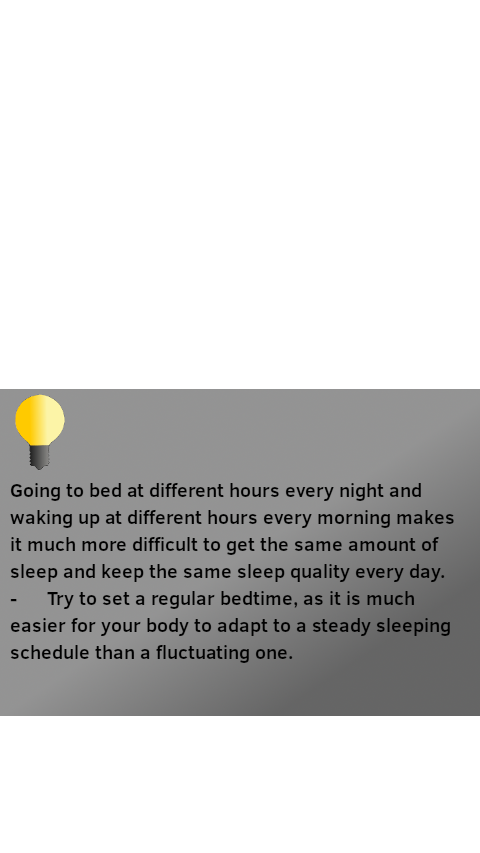 Going to bed at different hours every night and
waking up at different hours every morning makes
it much more difficult to get the same amount of
sleep and keep the same sleep quality every day.
-     Try to set a regular bedtime, as it is much
easier for your body to adapt to a steady sleeping
schedule than a fluctuating one.